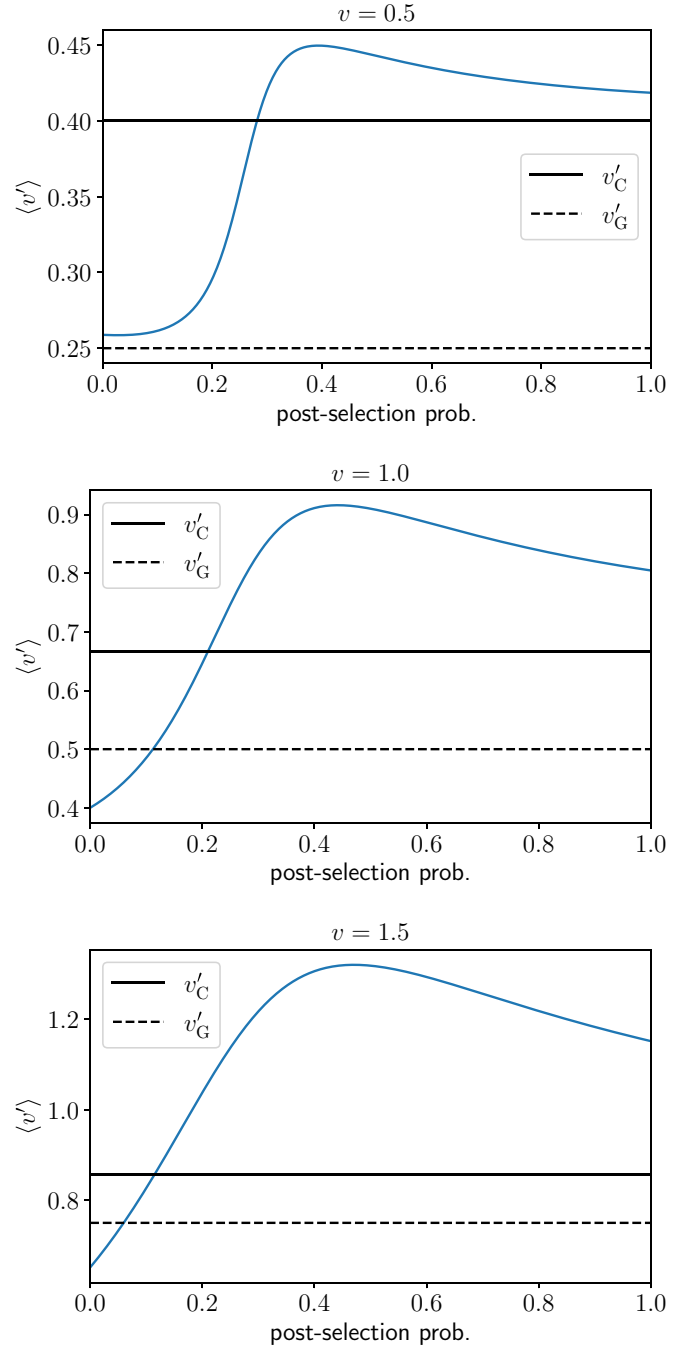 v = 0.5
0.45
0.40
0.35
0.30
0.25
⟨v′⟩
v′C
v′G
0.0 0.2 0.4 0.6 0.8 1.0
post-selection prob.
v = 1.0
0.9
0.8
0.7
0.6
0.5
0.4
⟨v′⟩
v′C
v′G
0.0 0.2 0.4 0.6 0.8 1.0
post-selection prob.
v = 1.5
1.2
1.0
0.8
⟨v′⟩
v′C
v′G
0.0 0.2 0.4 0.6 0.8 1.0
post-selection prob.